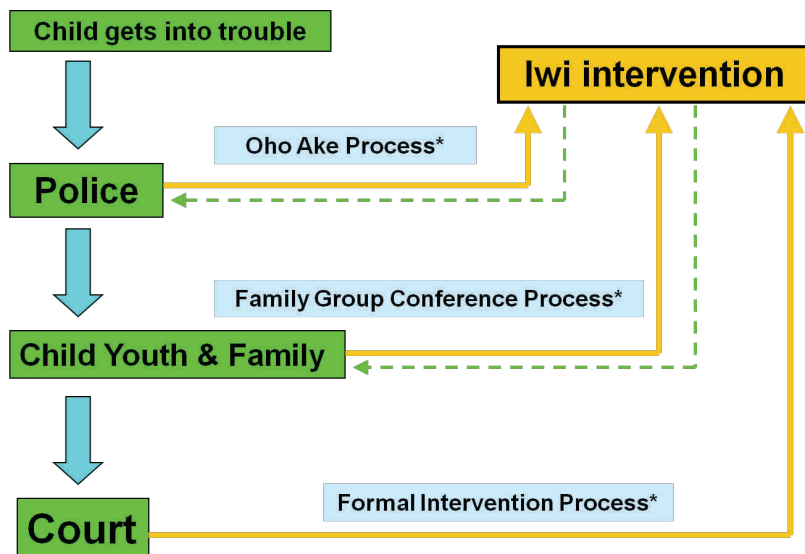 Child gets into trouble
Iwi intervention
Oho Ake Process*
Police
Family Group Conference Process*
Child Youth & Family
Formal Intervention Process*
Court